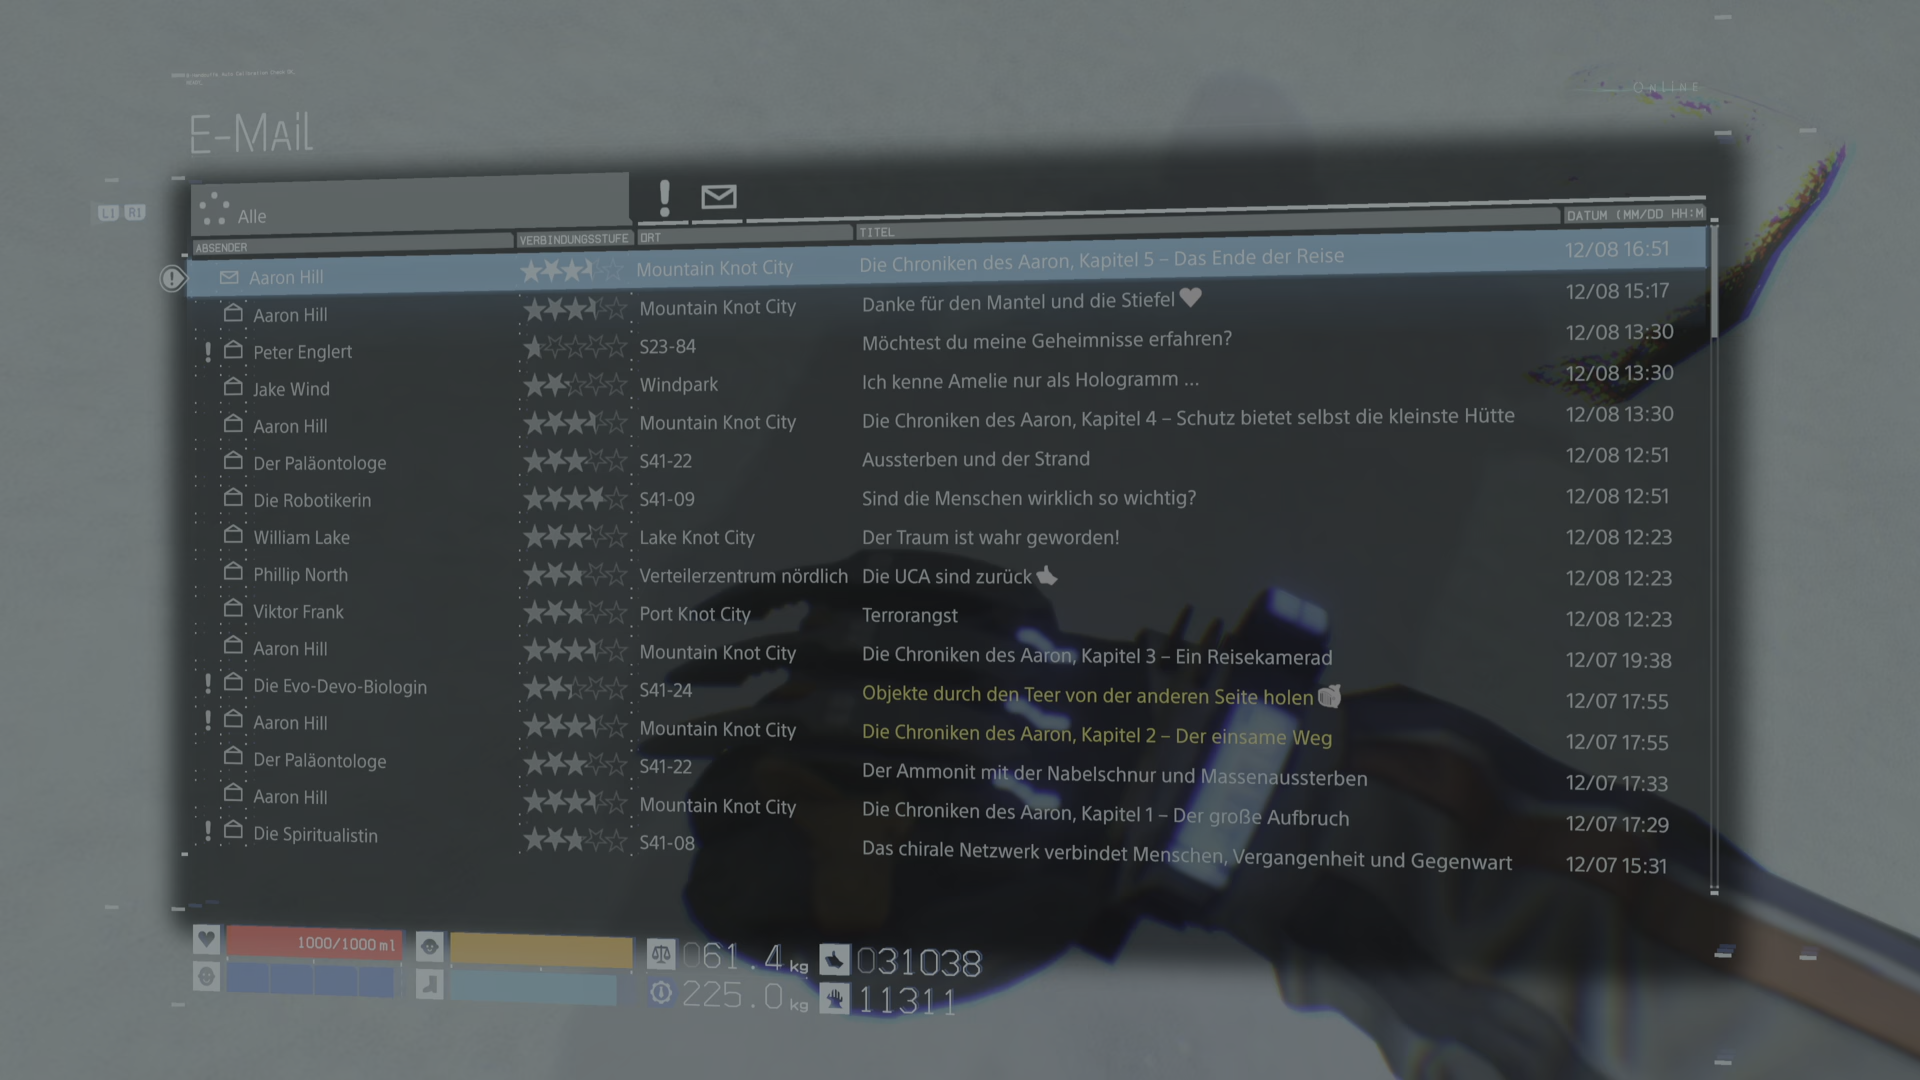 E-Mail
Online
L1 R1
Alle
ABSENDER VERBINDUNGSSTUFE ORT TITEL DATUM (MM/DD HH:M
Aaron Hill Mountain Knot City Die Chroniken des Aaron, Kapitel 5 – Das Ende der Reise 12/08 16:51
Aaron Hill Mountain Knot City Danke für den Mantel und die Stiefel 12/08 15:17
! Peter Englert S23-84 Möchtest du meine Geheimnisse erfahren? 12/08 13:30
Jake Wind Windpark Ich kenne Amelie nur als Hologramm ... 12/08 13:30
Aaron Hill Mountain Knot City Die Chroniken des Aaron, Kapitel 4 – Schutz bietet selbst die kleinste Hütte 12/08 13:30
Der Paläontologe S41-22 Aussterben und der Strand 12/08 12:51
Die Robotikerin S41-09 Sind die Menschen wirklich so wichtig? 12/08 12:51
William Lake Lake Knot City Der Traum ist wahr geworden! 12/08 12:23
Phillip North Verteilerzentrum nördlich Die UCA sind zurück 12/08 12:23
Viktor Frank Port Knot City Terrorangst 12/08 12:23
Aaron Hill Mountain Knot City Die Chroniken des Aaron, Kapitel 3 – Ein Reisekamerad 12/07 19:38
! Die Evo-Devo-Biologin S41-24 Objekte durch den Teer von der anderen Seite holen 12/07 17:55
! Aaron Hill Mountain Knot City Die Chroniken des Aaron, Kapitel 2 – Der einsame Weg 12/07 17:55
Der Paläontologe S41-22 Der Ammonit mit der Nabelschnur und Massenaussterben 12/07 17:33
Aaron Hill Mountain Knot City Die Chroniken des Aaron, Kapitel 1 – Der große Aufbruch 12/07 17:29
! Die Spiritualistin S41-08 Das chirale Netzwerk verbindet Menschen, Vergangenheit und Gegenwart 12/07 15:31
1000/1000 ml 061.4 kg 031038
225.0 kg 11311